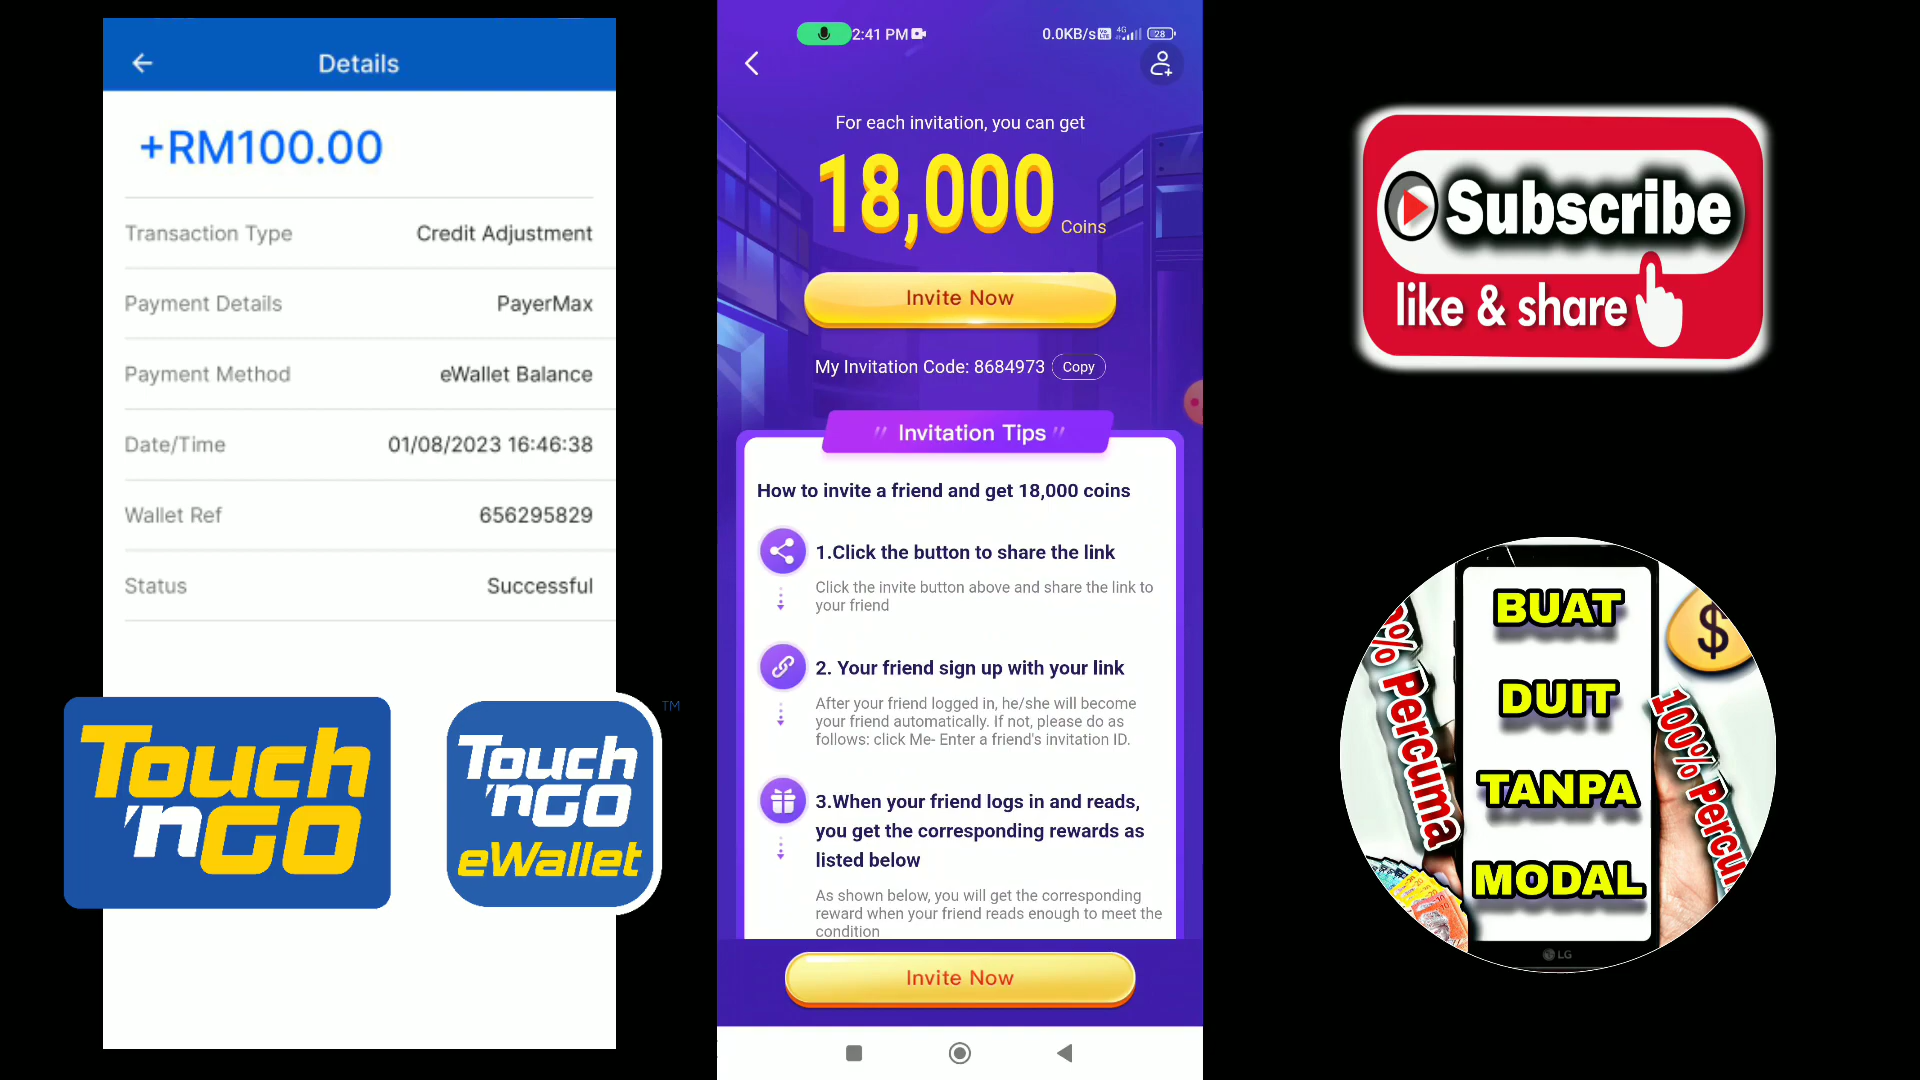 Details
+RM100.00
Transaction Type Credit Adjustment
Payment Details PayerMax
Payment Method eWallet Balance
Date/Time 01/08/2023 16:46:38
Wallet Ref 656295829
Status Successful
Touch
'nGO
Touch
'nGO
eWallet
TM
2:41 PM
0.0KB/s
4G
28
For each invitation, you can get
18,000 Coins
Invite Now
My Invitation Code: 8684973 Copy
Invitation Tips
How to invite a friend and get 18,000 coins
1.Click the button to share the link
Click the invite button above and share the link to
your friend
2. Your friend sign up with your link
After your friend logged in, he/she will become
your friend automatically. If not, please do as
follows: click Me- Enter a friend's invitation ID.
3.When your friend logs in and reads,
you get the corresponding rewards as
listed below
As shown below, you will get the corresponding
reward when your friend reads enough to meet the
condition
Invite Now
Subscribe
like & share
BUAT
DUIT
TANPA
MODAL
% Percuma
100% Percu
$
LG